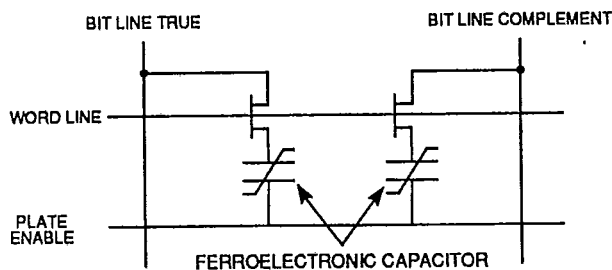 BIT LINE TRUE
BIT LINE COMPLEMENT
WORD LINE
PLATE
ENABLE
FERROELECTRONIC CAPACITOR